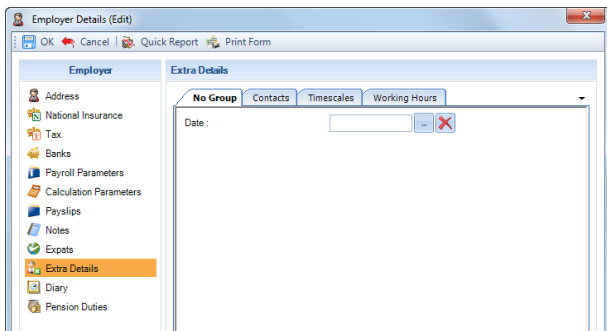 Employer Details (Edit)
OK Cancel Quick Report Print Form
Employer
Address
National Insurance
Tax
Banks
Payroll Parameters
Calculation Parameters
Payslips
Notes
Expats
Extra Details
Diary
Pension Duties
Extra Details
No Group Contacts Timescales Working Hours
Date :
...